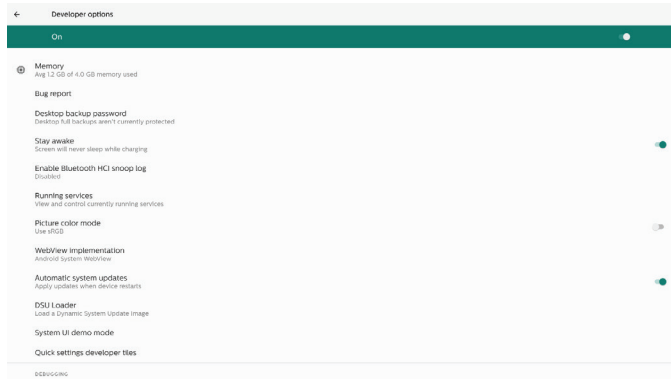 Developer options
On
Memory
Avg 1.2 GB of 4.0 GB memory used
Bug report
Desktop backup password
Desktop full backups aren't currently protected
Stay awake
Screen will never sleep while charging
Enable Bluetooth HCI snoop log
Disabled
Running services
View and control currently running services
Picture color mode
Use sRGB
WebView implementation
Android System WebView
Automatic system updates
Apply updates when device restarts
DSU Loader
Load a Dynamic System Update Image
System UI demo mode
Quick settings developer tiles
DEBUGGING